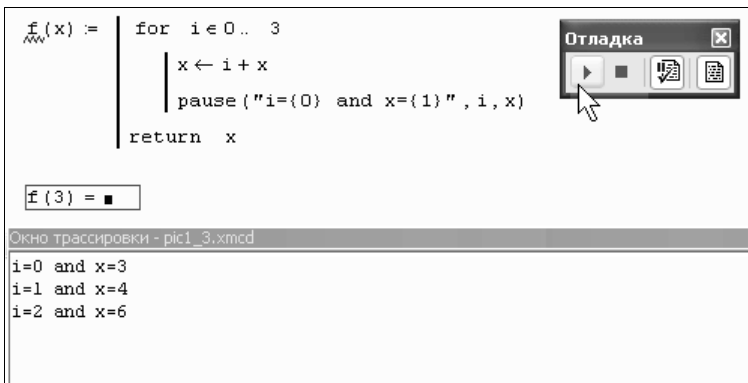 f(x) := for i∈0.. 3
x ← i + x
pause("i={0} and x={1}", i, x)
return x
Отладка
f(3) = ▪
Окно трассировки - pic1_3.xmcd
i=0 and x=3
i=1 and x=4
i=2 and x=6